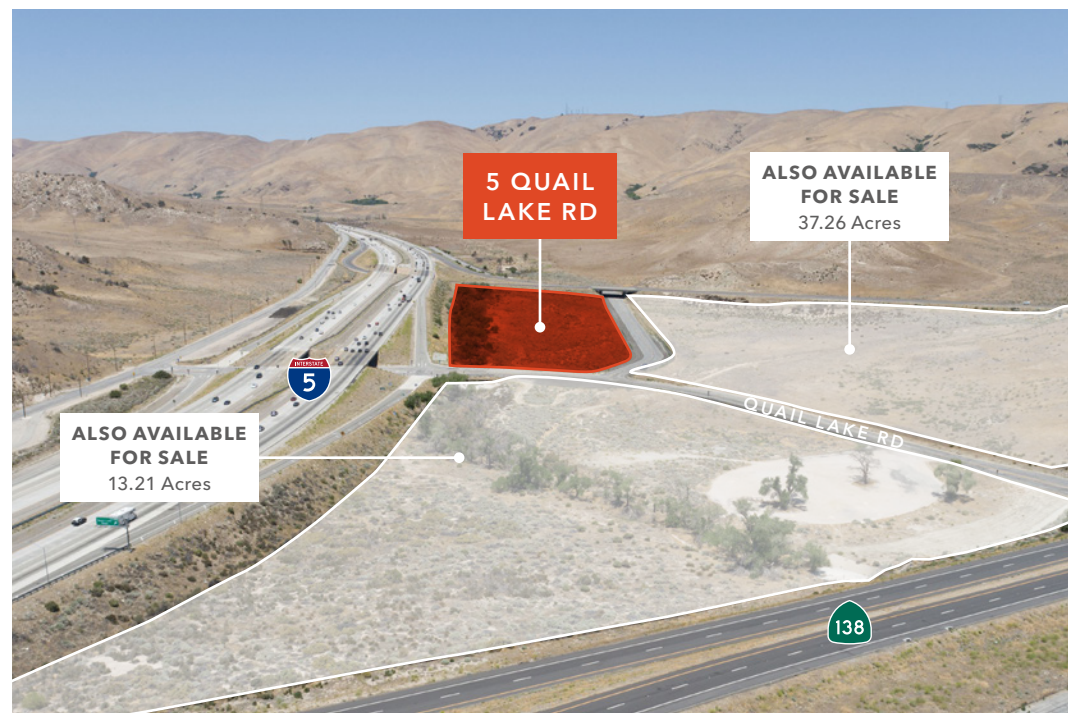 5 QUAIL
LAKE RD
ALSO AVAILABLE
FOR SALE
37.26 Acres
INTERSTATE
5
ALSO AVAILABLE
FOR SALE
13.21 Acres
QUAIL LAKE RD
138